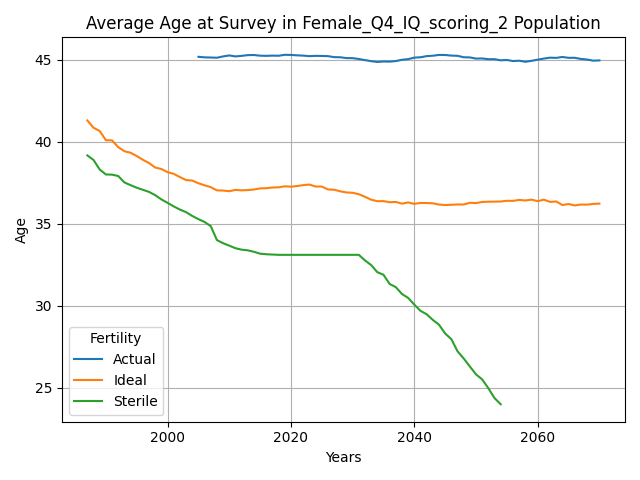 Average Age at Survey in Female_Q4_IQ_scoring_2 Population
45
40
35
30
25
Age
Fertility
Actual
Ideal
Sterile
2000 2020 2040 2060
Years